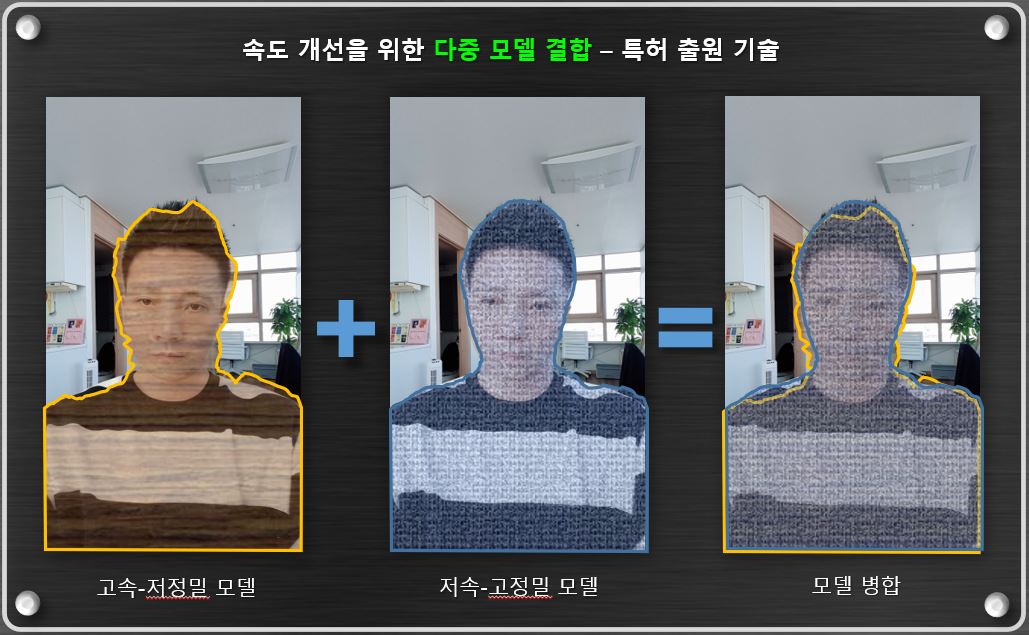 속도 개선을 위한 다중 모델 결합 – 특허 출원 기술
고속-저정밀 모델
저속-고정밀 모델
모델 병합